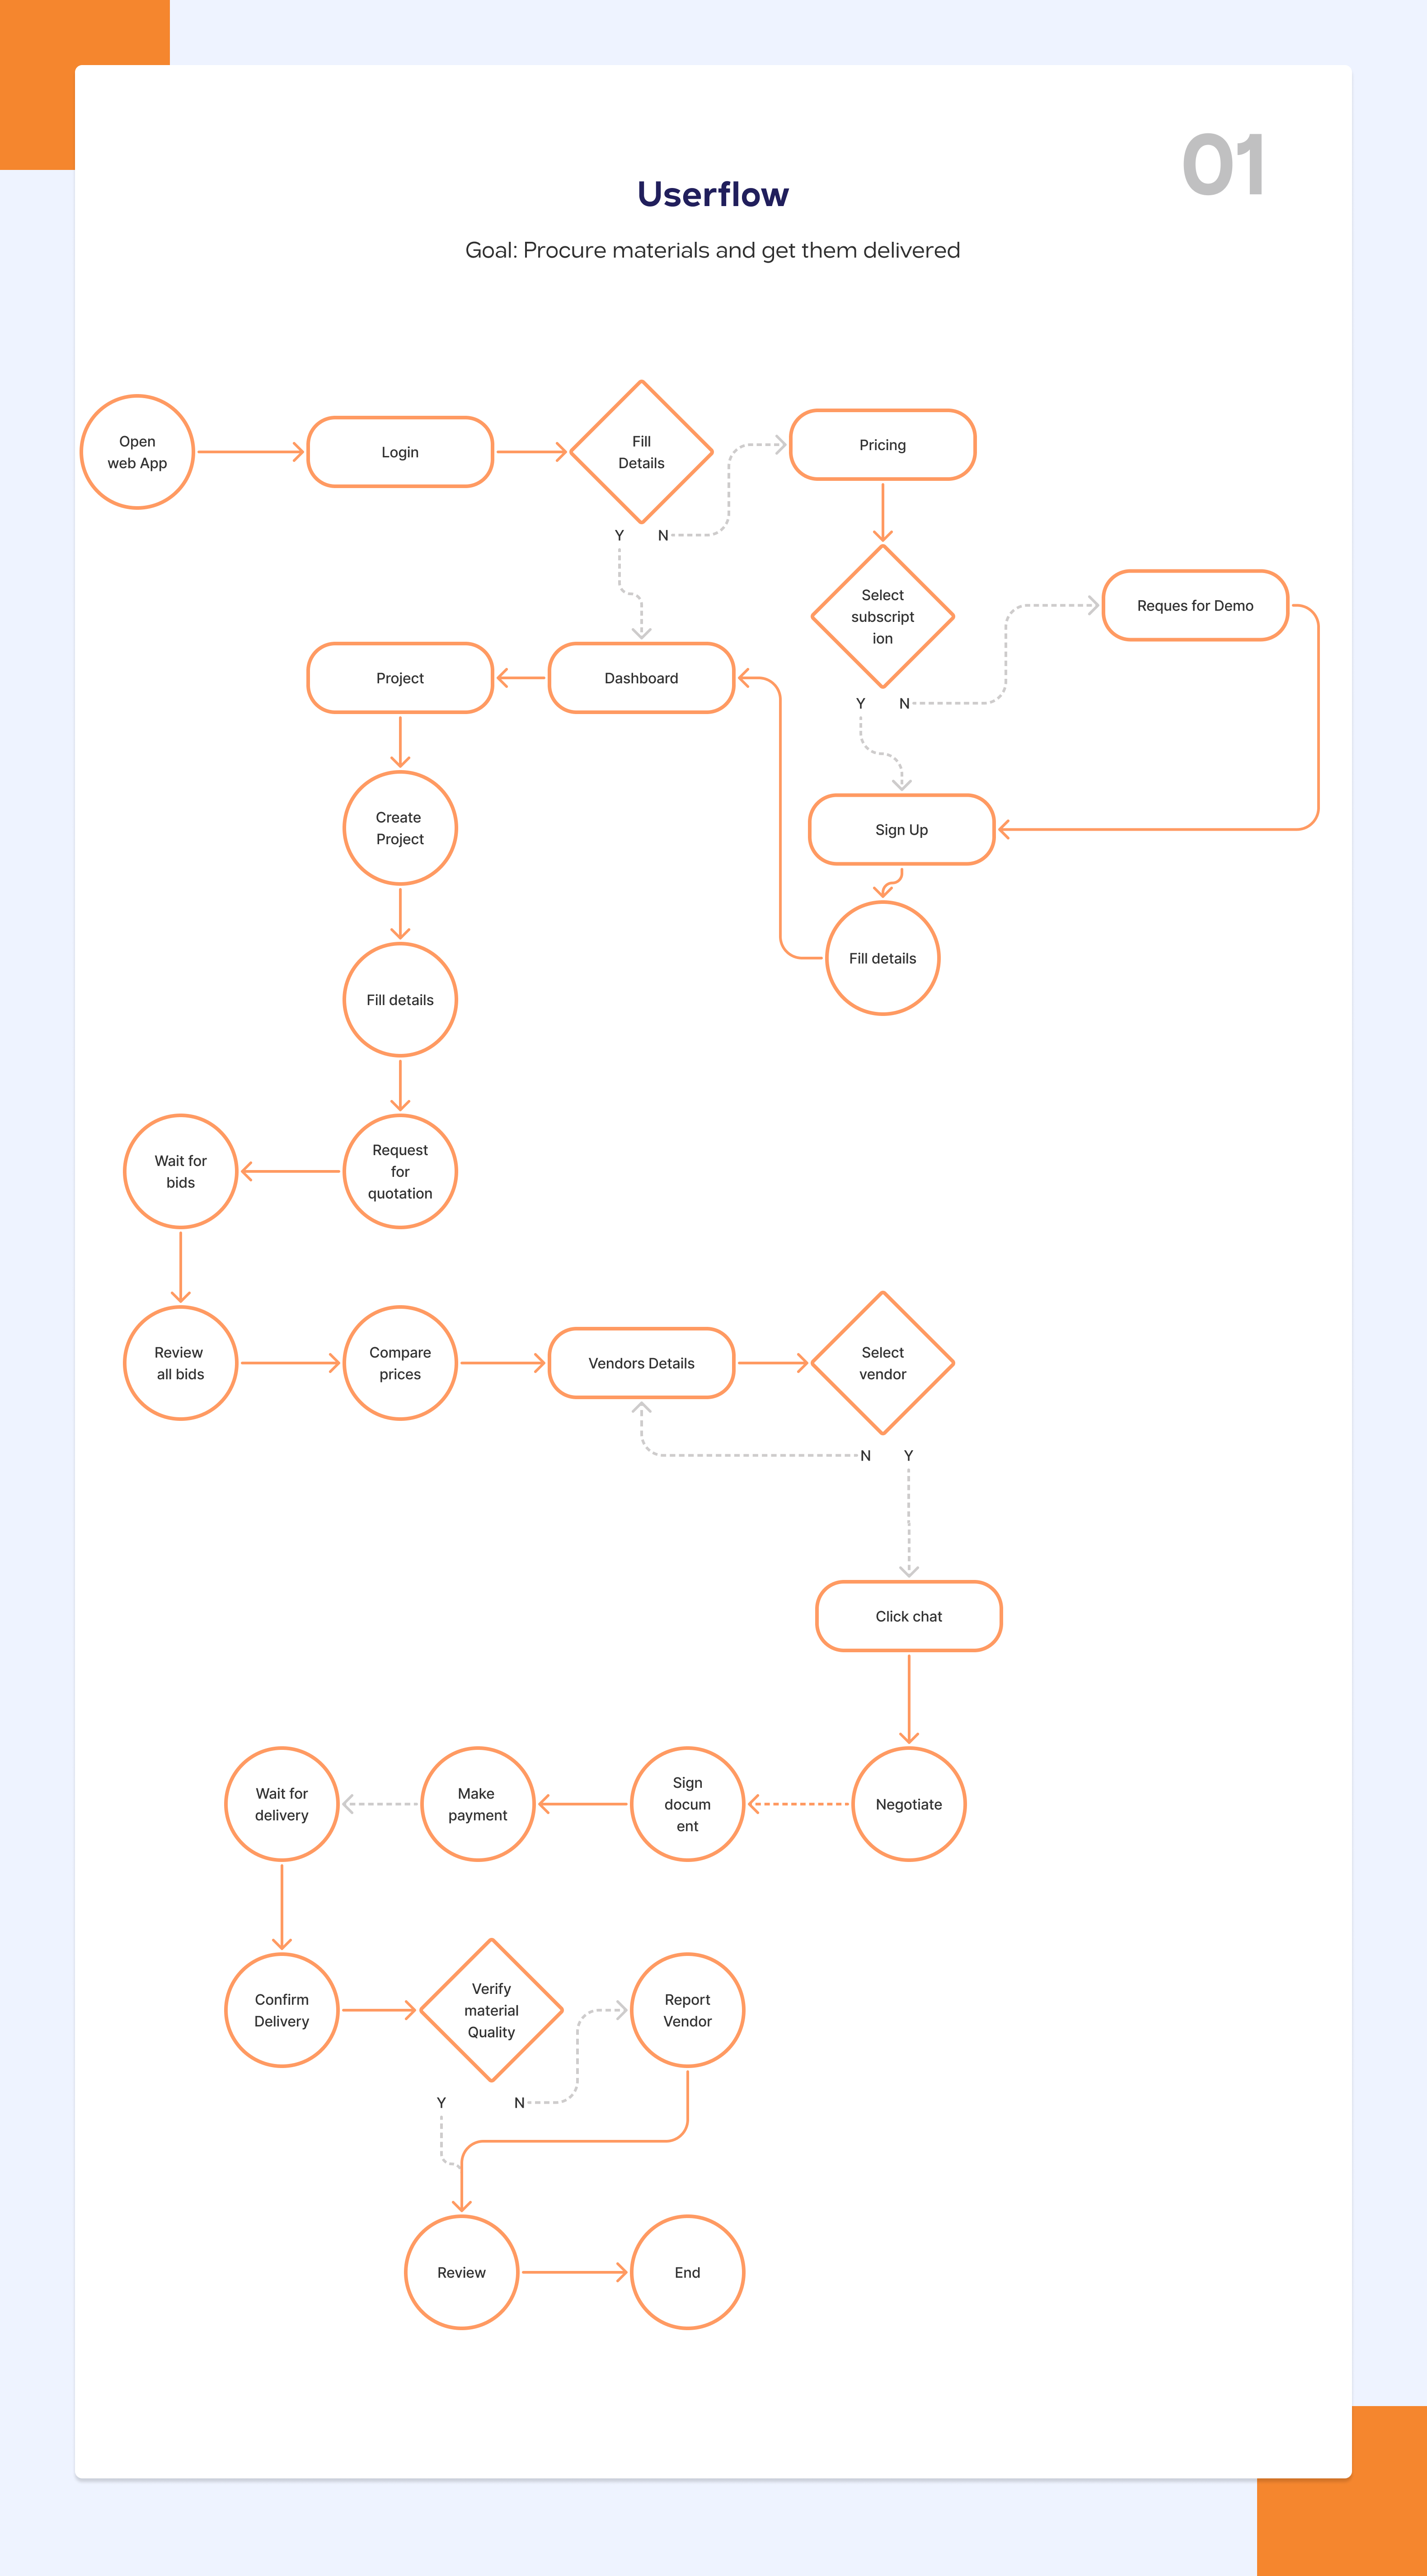 01
Userflow
Goal: Procure materials and get them delivered
Open
web App
Login
Fill
Details
Y
N
Pricing
Select
subscript
ion
Y
N
Reques for Demo
Project
Dashboard
Sign Up
Fill details
Create
Project
Fill details
Request
for
quotation
Wait for
bids
Review
all bids
Compare
prices
Vendors Details
Select
vendor
N
Y
Click chat
Negotiate
Sign
docum
ent
Make
payment
Wait for
delivery
Confirm
Delivery
Verify
material
Quality
Y
N
Report
Vendor
Review
End